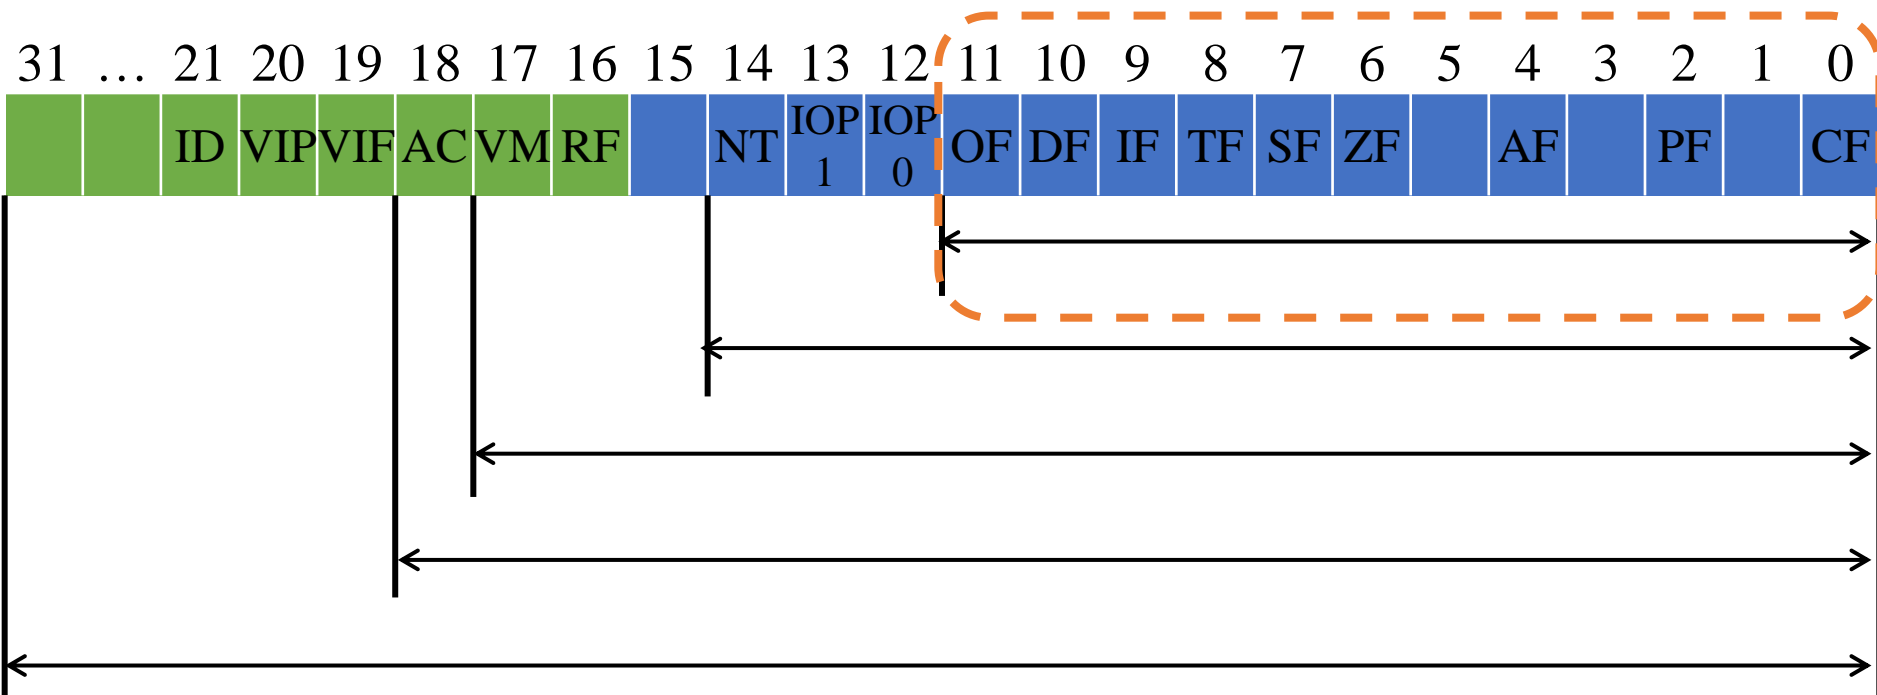 31 … 21 20 19 18 17 16 15 14 13 12 11 10 9 8 7 6 5 4 3 2 1 0
ID VIP VIF AC VM RF NT IOP 1 IOP 0 OF DF IF TF SF ZF AF PF CF